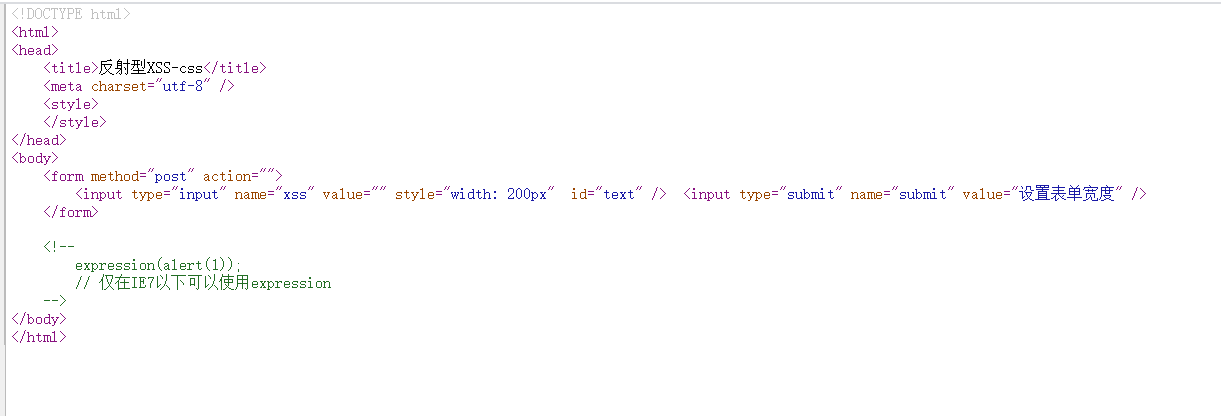 <!DOCTYPE html>
<html>
<head>
    <title>反射型XSS-css</title>
    <meta charset="utf-8" />
    <style>
    </style>
</head>
<body>
    <form method="post" action="">
        <input type="input" name="xss" value="" style="width: 200px"  id="text" />  <input type="submit" name="submit" value="设置表单宽度" />
    </form>

    <!--
        expression(alert(1));
        // 仅在IE7以下可以使用expression
    -->
</body>
</html>